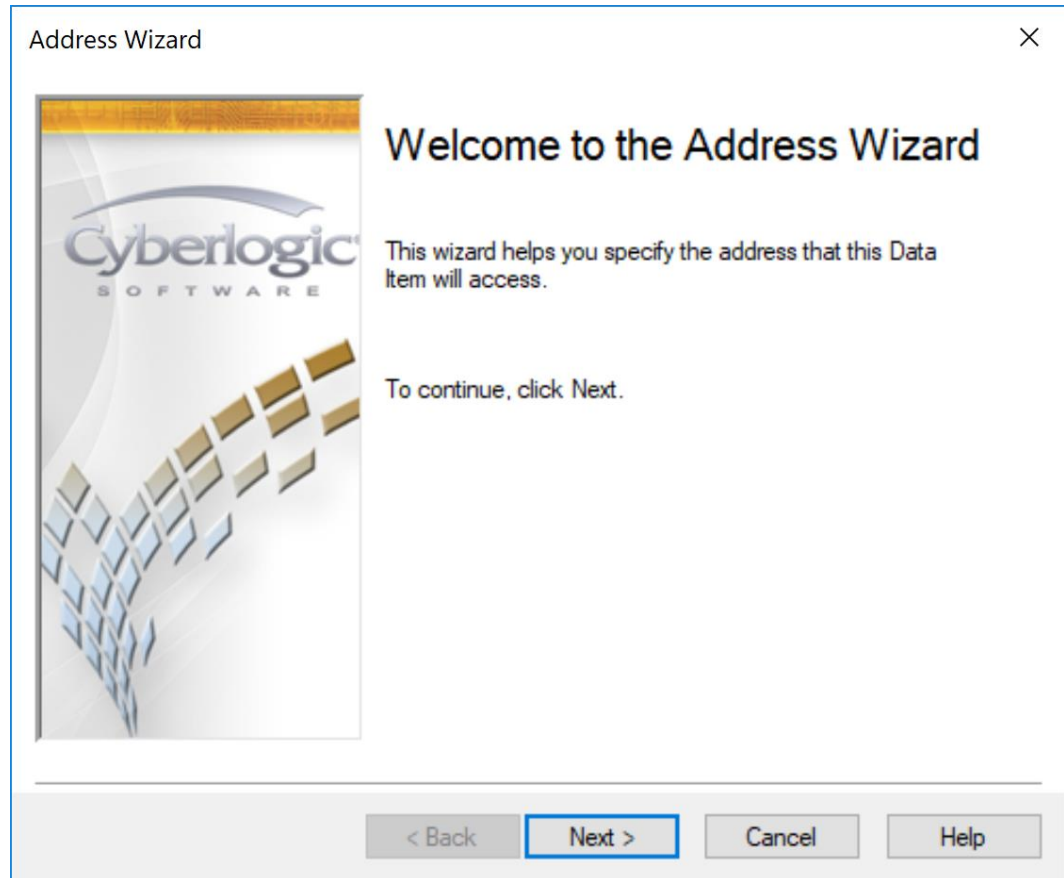 Address Wizard
Cyberlogic
SOFTWARE
Welcome to the Address Wizard
This wizard helps you specify the address that this Data
Item will access.
To continue, click Next.
< Back
Next >
Cancel
Help